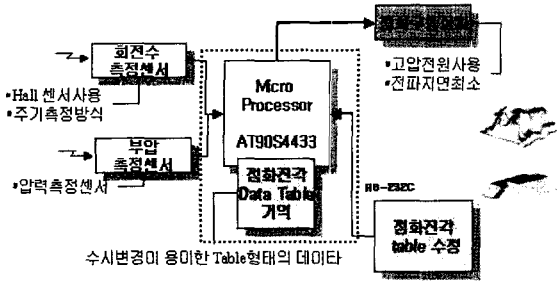 회전수
측정센서
▪Hall 센서사용
▪주기측정방식
부압
측정센서
▪압력측정센서
Micro
Processor
AT90S4433
점화진각
Data Table
기억
▪고압전원사용
▪전파지연최소
RS-232C
점화진각
table 수정
수시변경이 용이한 Table형태의 데이타